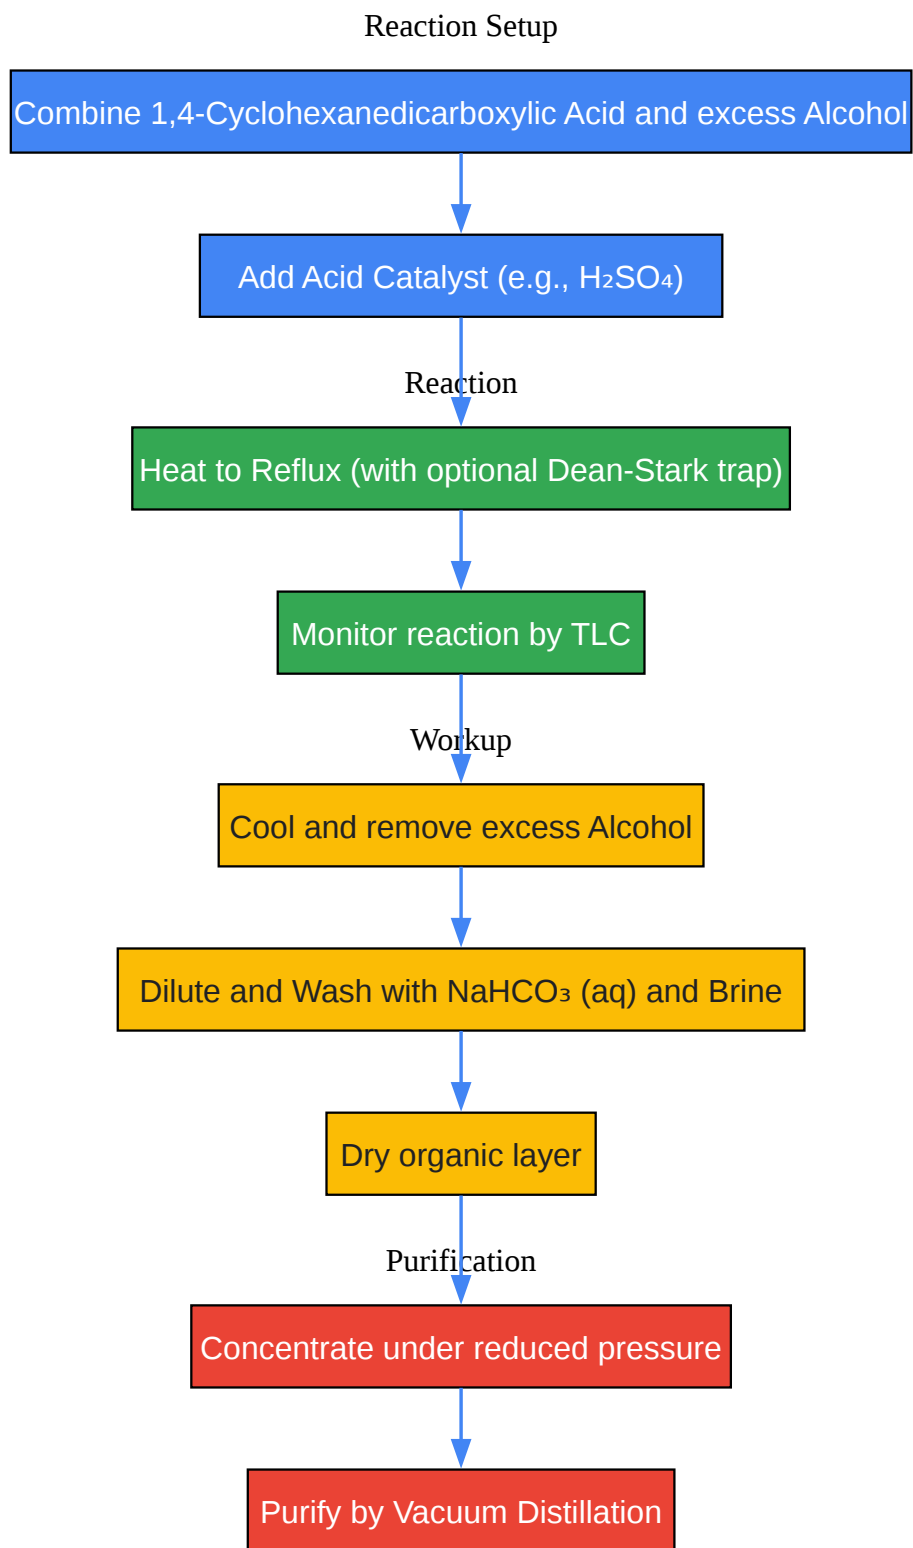 Reaction Setup
Combine 1,4-Cyclohexanedicarboxylic Acid and excess Alcohol
Add Acid Catalyst (e.g., H₂SO₄)
Reaction
Heat to Reflux (with optional Dean-Stark trap)
Monitor reaction by TLC
Workup
Cool and remove excess Alcohol
Dilute and Wash with NaHCO₃ (aq) and Brine
Dry organic layer
Purification
Concentrate under reduced pressure
Purify by Vacuum Distillation